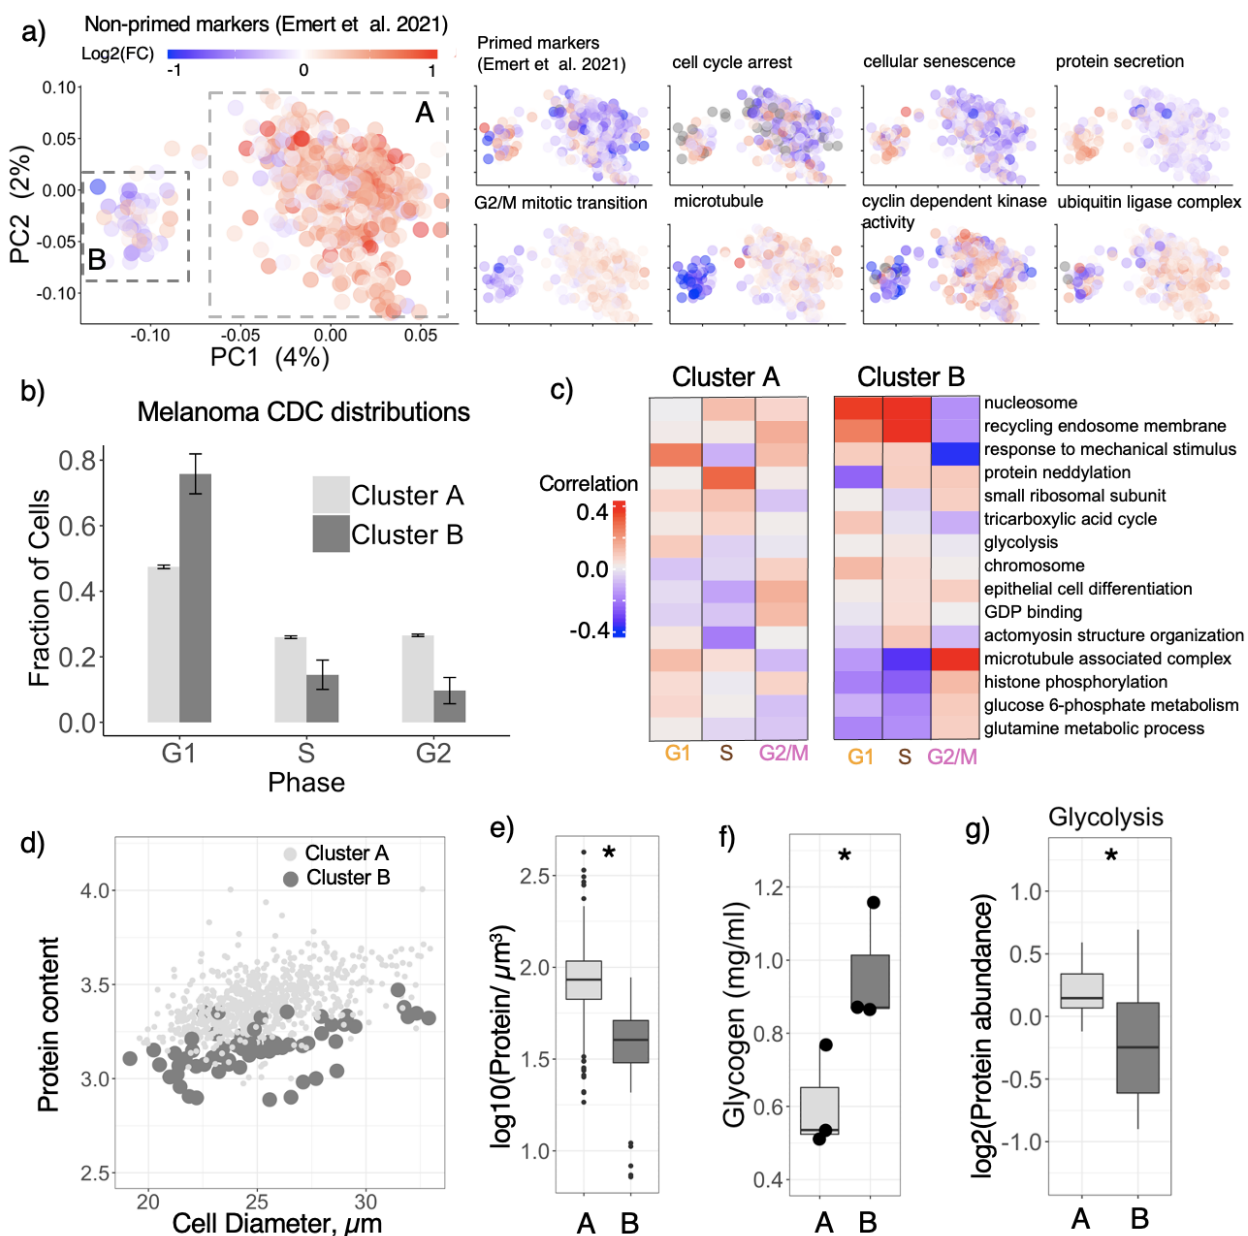 a)
Non-primed markers (Emert et al. 2021)
Log2(FC)
-1 0 1
0.10
0.05
0.00
-0.05
-0.10
PC2 (2%)
A
B
-0.10 -0.05 0.00 0.05
PC1 (4%)
Primed markers
(Emert et al. 2021)
cell cycle arrest
cellular senescence
protein secretion
G2/M mitotic transition
microtubule
cyclin dependent kinase
activity
ubiquitin ligase complex
b)
Melanoma CDC distributions
0.8
0.6
0.4
0.2
0.0
Fraction of Cells
Cluster A
Cluster B
G1 S G2
Phase
c)
Cluster A Cluster B
Correlation
0.4
0.0
-0.4
nucleosome
recycling endosome membrane
response to mechanical stimulus
protein neddylation
small ribosomal subunit
tricarboxylic acid cycle
glycolysis
chromosome
epithelial cell differentiation
GDP binding
actomyosin structure organization
microtubule associated complex
histone phosphorylation
glucose 6-phosphate metabolism
glutamine metabolic process
G1 S G2/M G1 S G2/M
d)
Cluster A
Cluster B
4.0
3.5
3.0
2.5
Protein content
20 25 30
Cell Diameter, µm
e)
*
2.5
2.0
1.5
1.0
log10(Protein/ µm³)
A B
f)
*
1.2
1.0
0.8
0.6
0.4
Glycogen (mg/ml)
A B
g)
Glycolysis
*
1.0
0.5
0.0
-0.5
-1.0
log2(Protein abundance)
A B